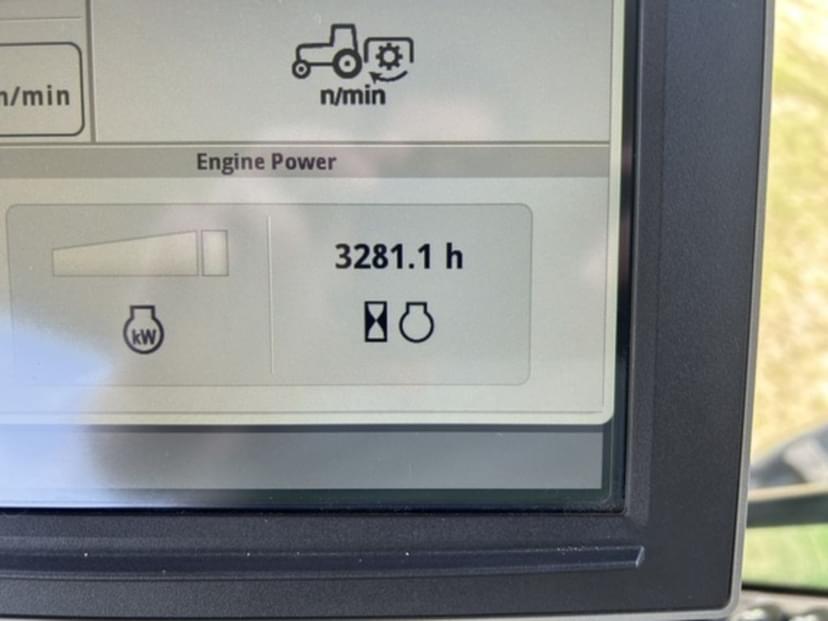 n/min
/min
Engine Power
3281.1 h
kW